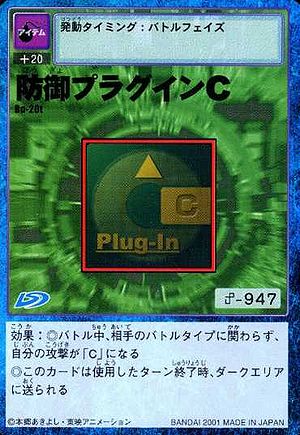 アイテム
発動タイミング：バトルフェイズ
+20
防御プラグインC
Bo-20t
C
Plug-In
-947
効果：◎バトル中、相手のバトルタイプに関わらず、
自分の攻撃が「C」になる
◎このカードは使用したターン終了時、ダークエリア
に送られる
©本郷あきよし・東映アニメーション
BANDAI 2001 MADE IN JAPAN